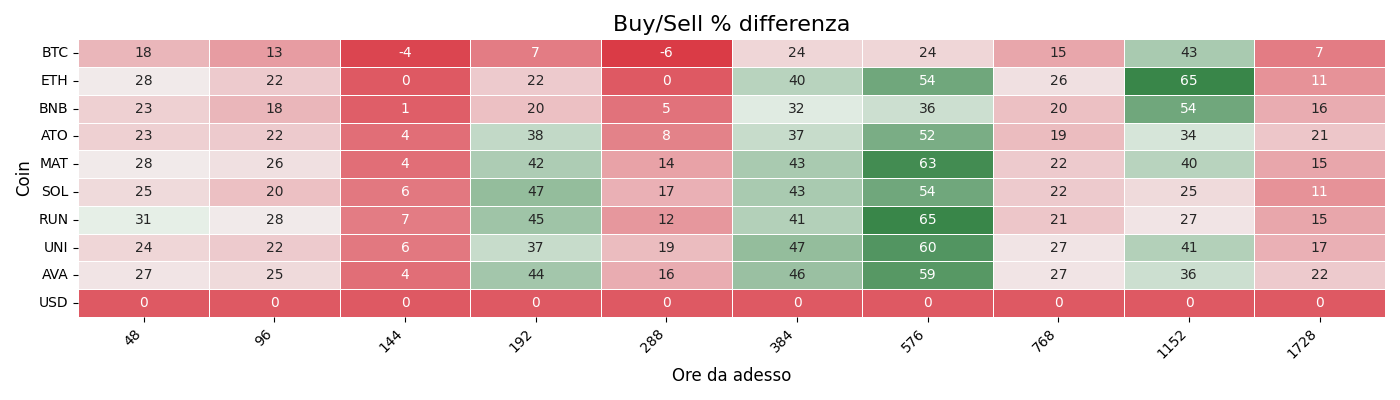 Buy/Sell % differenza
Coin
BTC 18 13 -4 7 -6 24 24 15 43 7
ETH 28 22 0 22 0 40 54 26 65 11
BNB 23 18 1 20 5 32 36 20 54 16
ATO 23 22 4 38 8 37 52 19 34 21
MAT 28 26 4 42 14 43 63 22 40 15
SOL 25 20 6 47 17 43 54 22 25 11
RUN 31 28 7 45 12 41 65 21 27 15
UNI 24 22 6 37 19 47 60 27 41 17
AVA 27 25 4 44 16 46 59 27 36 22
USD 0 0 0 0 0 0 0 0 0 0
48 96 144 192 288 384 576 768 1152 1728
Ore da adesso